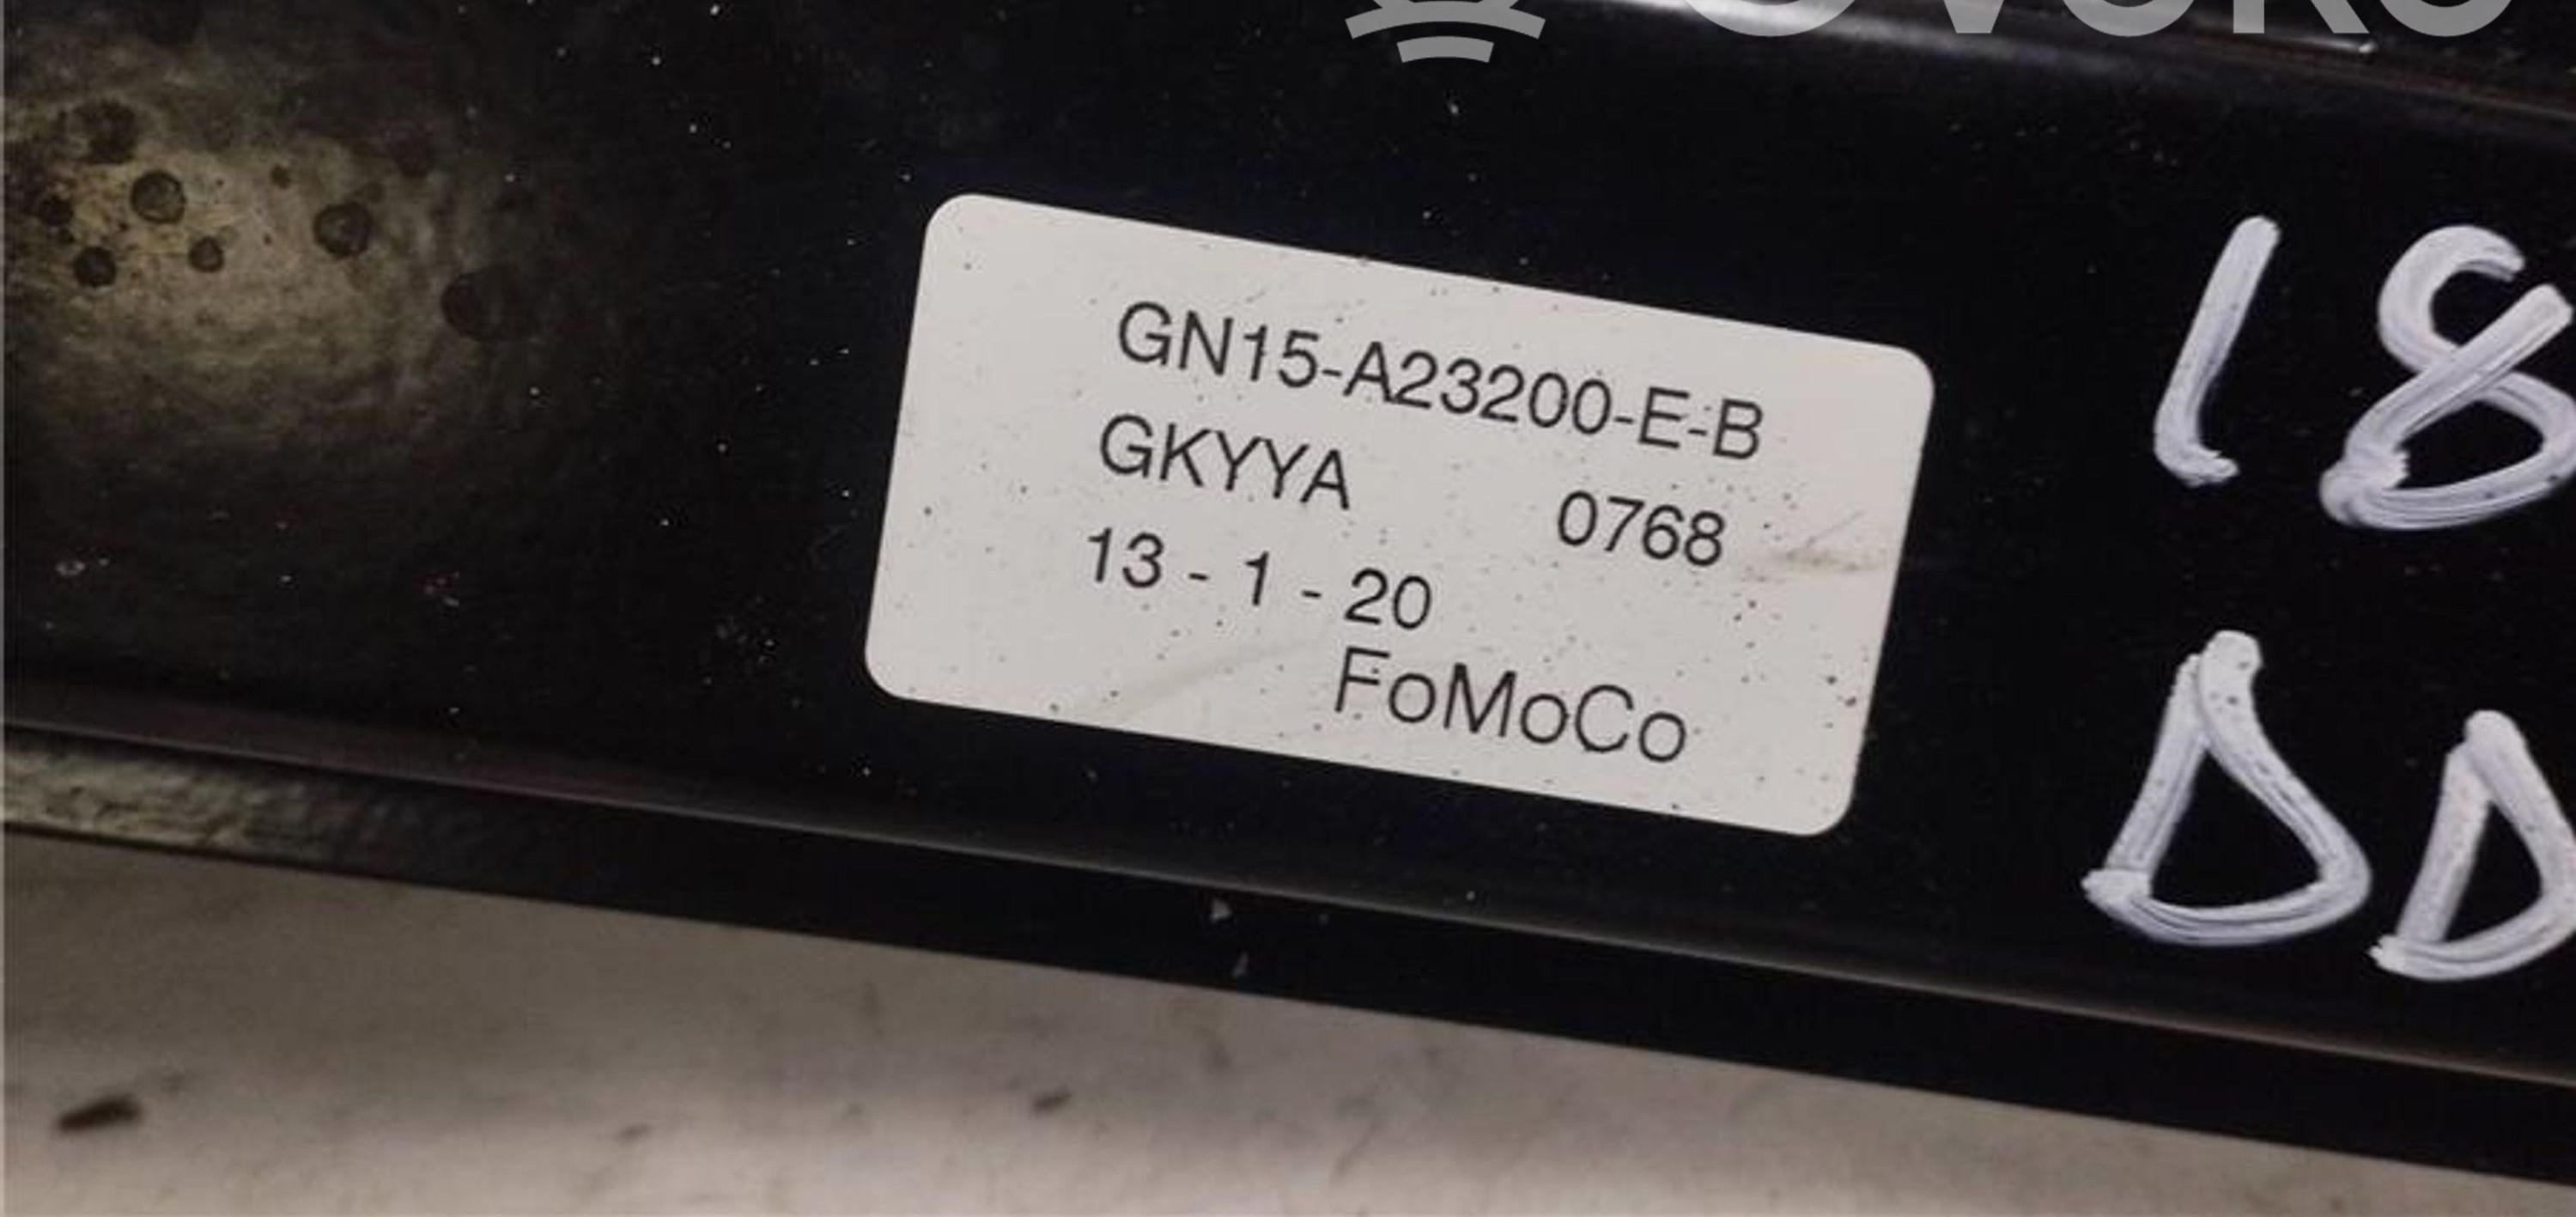 GN15-A23200-E-B
GKYYA 0768
13 - 1 - 20
FoMoCo
18
DD